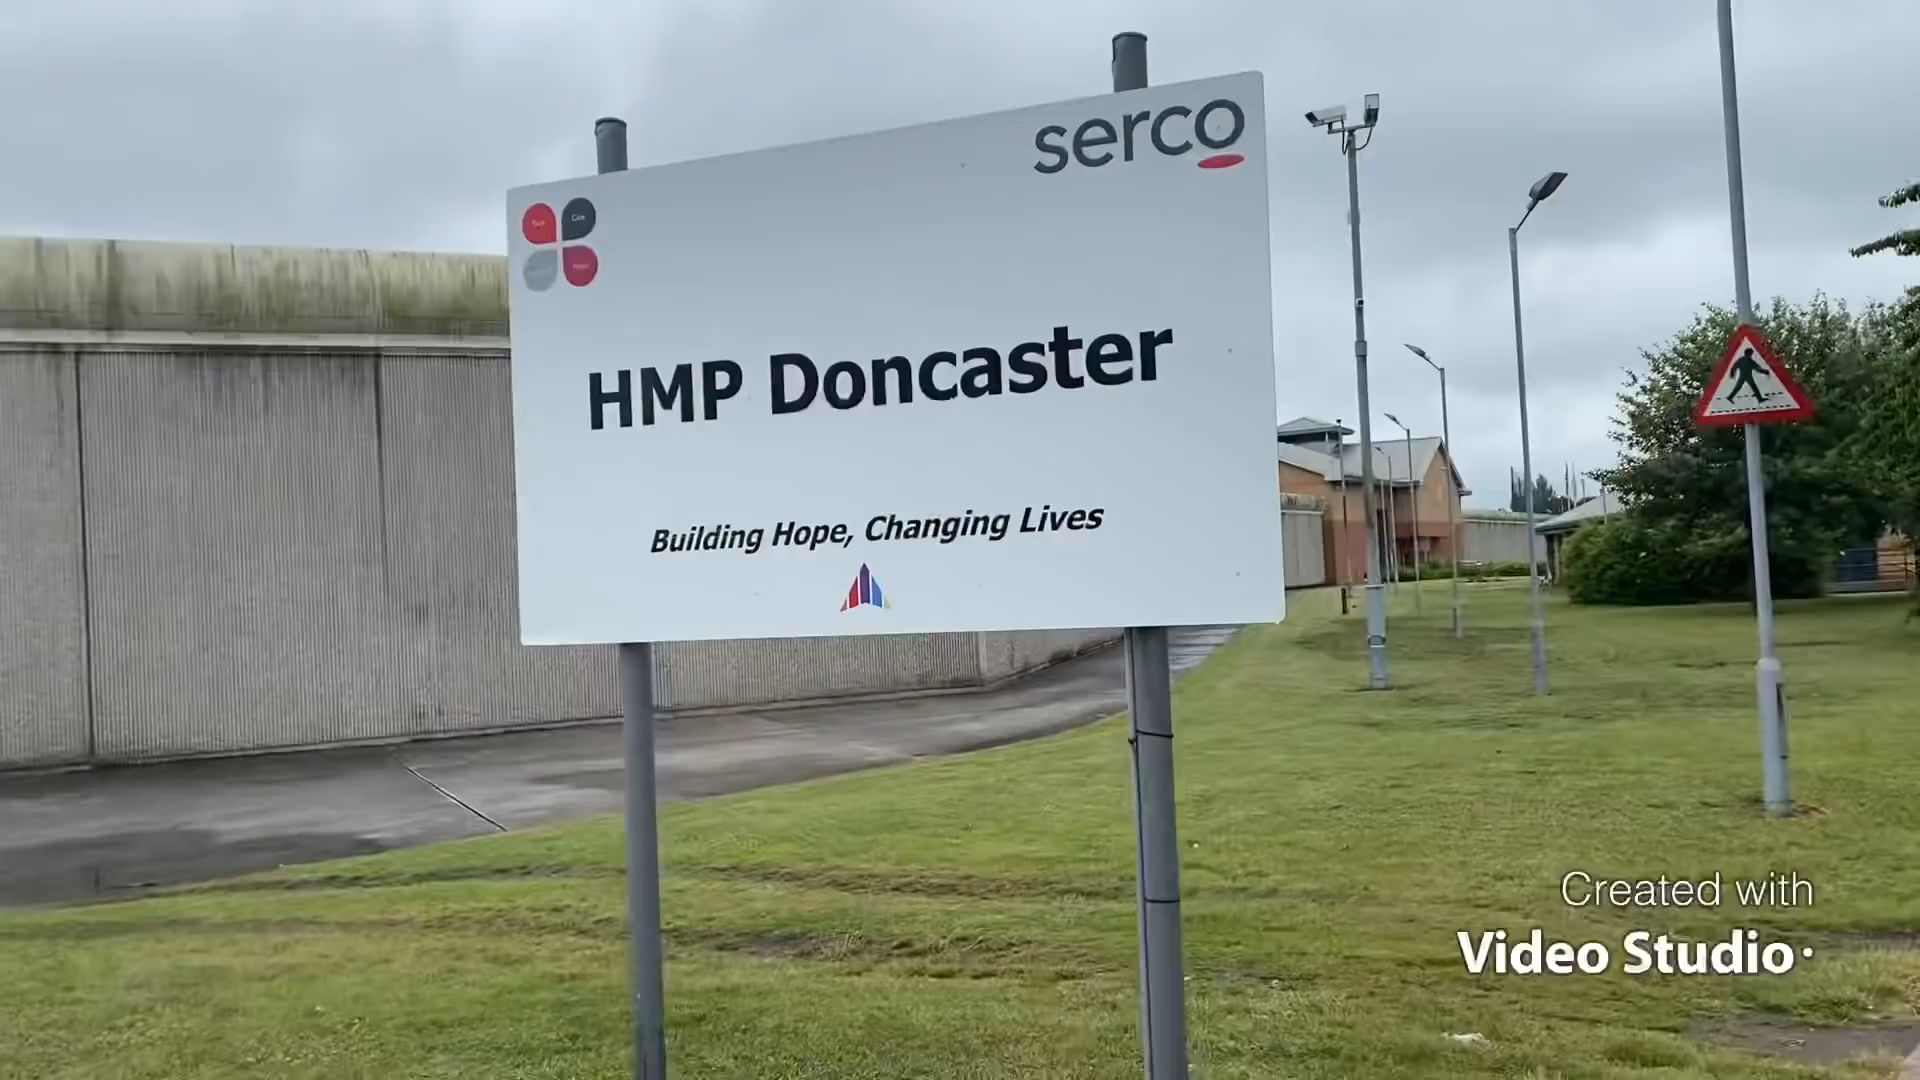 serco
HMP Doncaster
Building Hope, Changing Lives
Created with
Video Studio